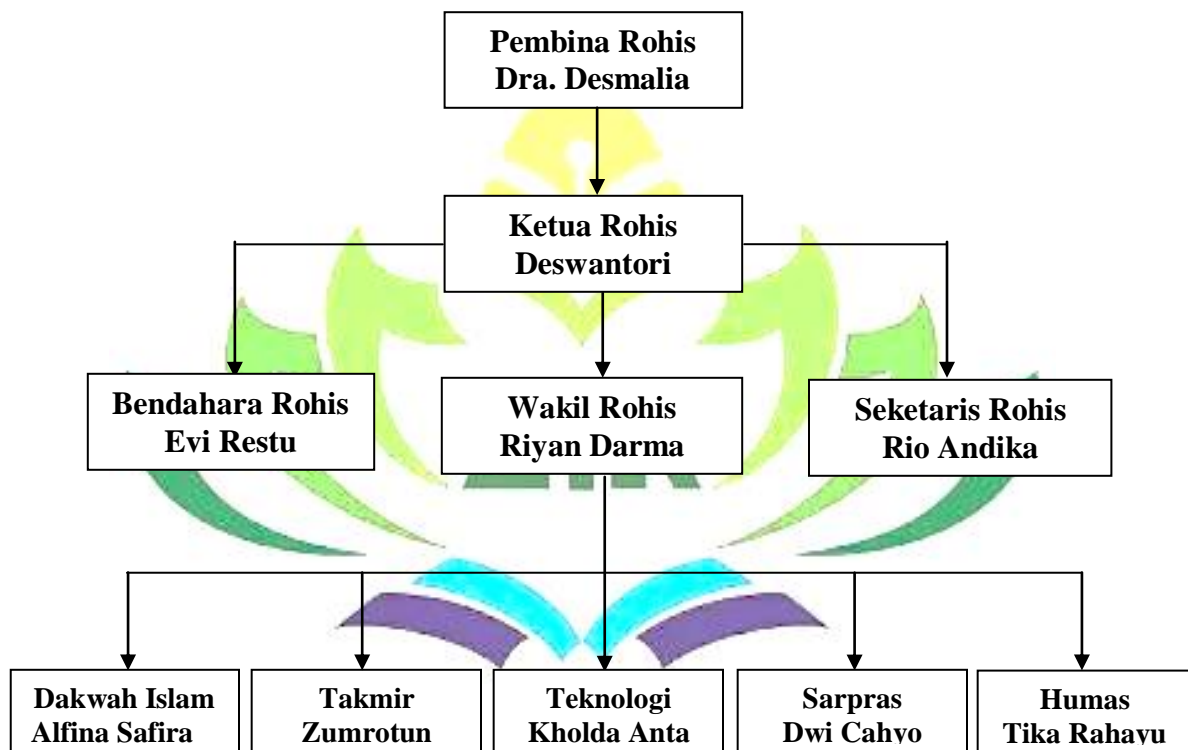 Pembina Rohis
Dra. Desmalia
Ketua Rohis
Deswantori
Bendahara Rohis
Evi Restu
Wakil Rohis
Riyan Darma
Seketaris Rohis
Rio Andika
Dakwah Islam
Alfina Safira
Takmir
Zumrotun
Teknologi
Kholda Anta
Sarpras
Dwi Cahyo
Humas
Tika Rahayu